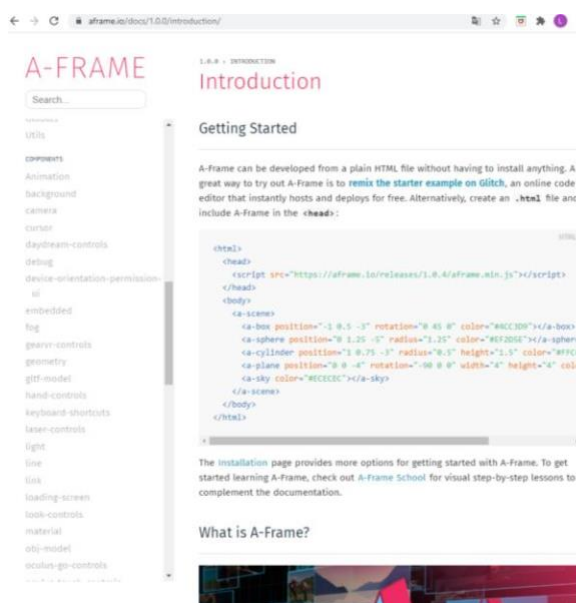 aframe.io/docs/1.0.0/introduction/
L
A-FRAME
Search...
Utils
COMPONENTS
Animation
background
camera
cursor
daydream-controls
debug
device-orientation-permission-
ui
embedded
fog
gearvr-controls
geometry
gltf-model
hand-controls
keyboard-shortcuts
laser-controls
light
line
link
loading-screen
look-controls
material
obj-model
oculus-go-controls
1.0.0 › INTRODUCTION
Introduction
Getting Started
A-Frame can be developed from a plain HTML file without having to install anything. A
great way to try out A-Frame is to remix the starter example on Glitch, an online code
editor that instantly hosts and deploys for free. Alternatively, create an .html file and
include A-Frame in the <head>:
HTML
<html>
<head>
<script src="https://aframe.io/releases/1.0.4/aframe.min.js"></script>
</head>
<body>
<a-scene>
<a-box position="-1 0.5 -3" rotation="0 45 0" color="#4CC3D9"></a-box>
<a-sphere position="0 1.25 -5" radius="1.25" color="#EF2D5E"></a-sphere
<a-cylinder position="1 0.75 -3" radius="0.5" height="1.5" color="#FFC
<a-plane position="0 0 -4" rotation="-90 0 0" width="4" height="4" col
<a-sky color="#ECECEC"></a-sky>
</a-scene>
</body>
</html>
The Installation page provides more options for getting started with A-Frame. To get
started learning A-Frame, check out A-Frame School for visual step-by-step lessons to
complement the documentation.
What is A-Frame?